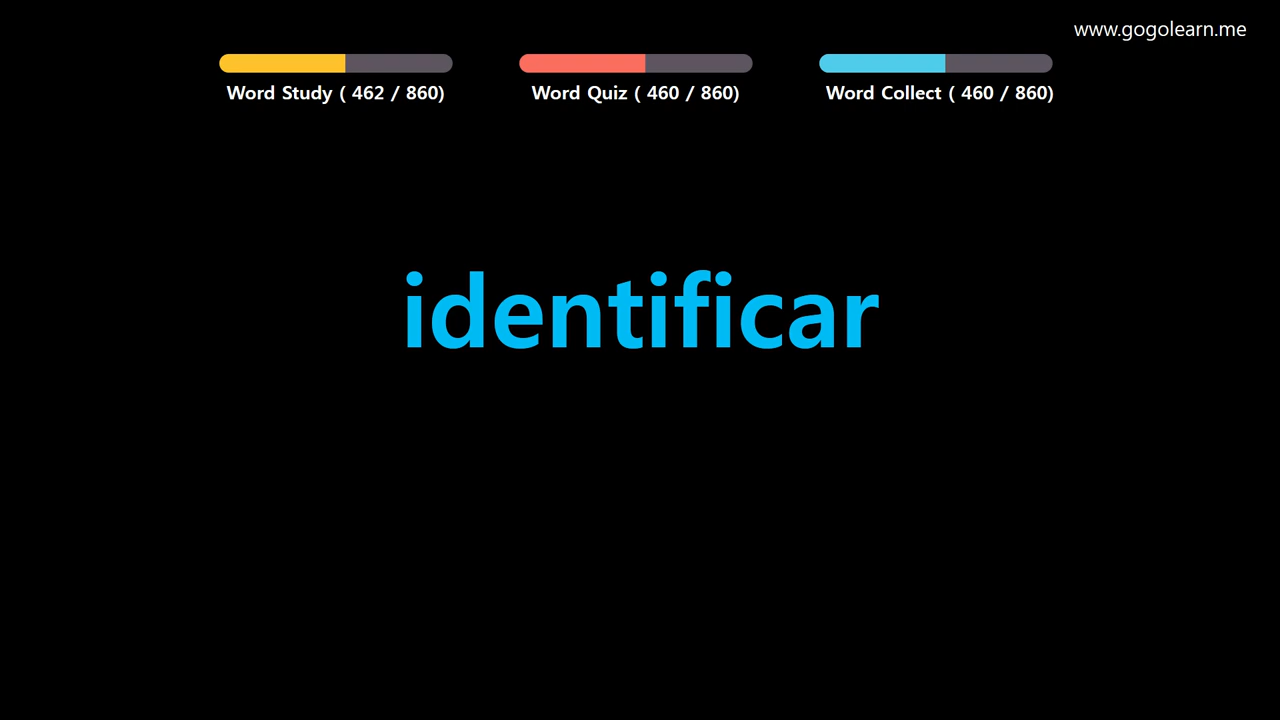 www.gogolearn.me
Word Study ( 462 / 860)
Word Quiz ( 460 / 860)
Word Collect ( 460 / 860)
identificar